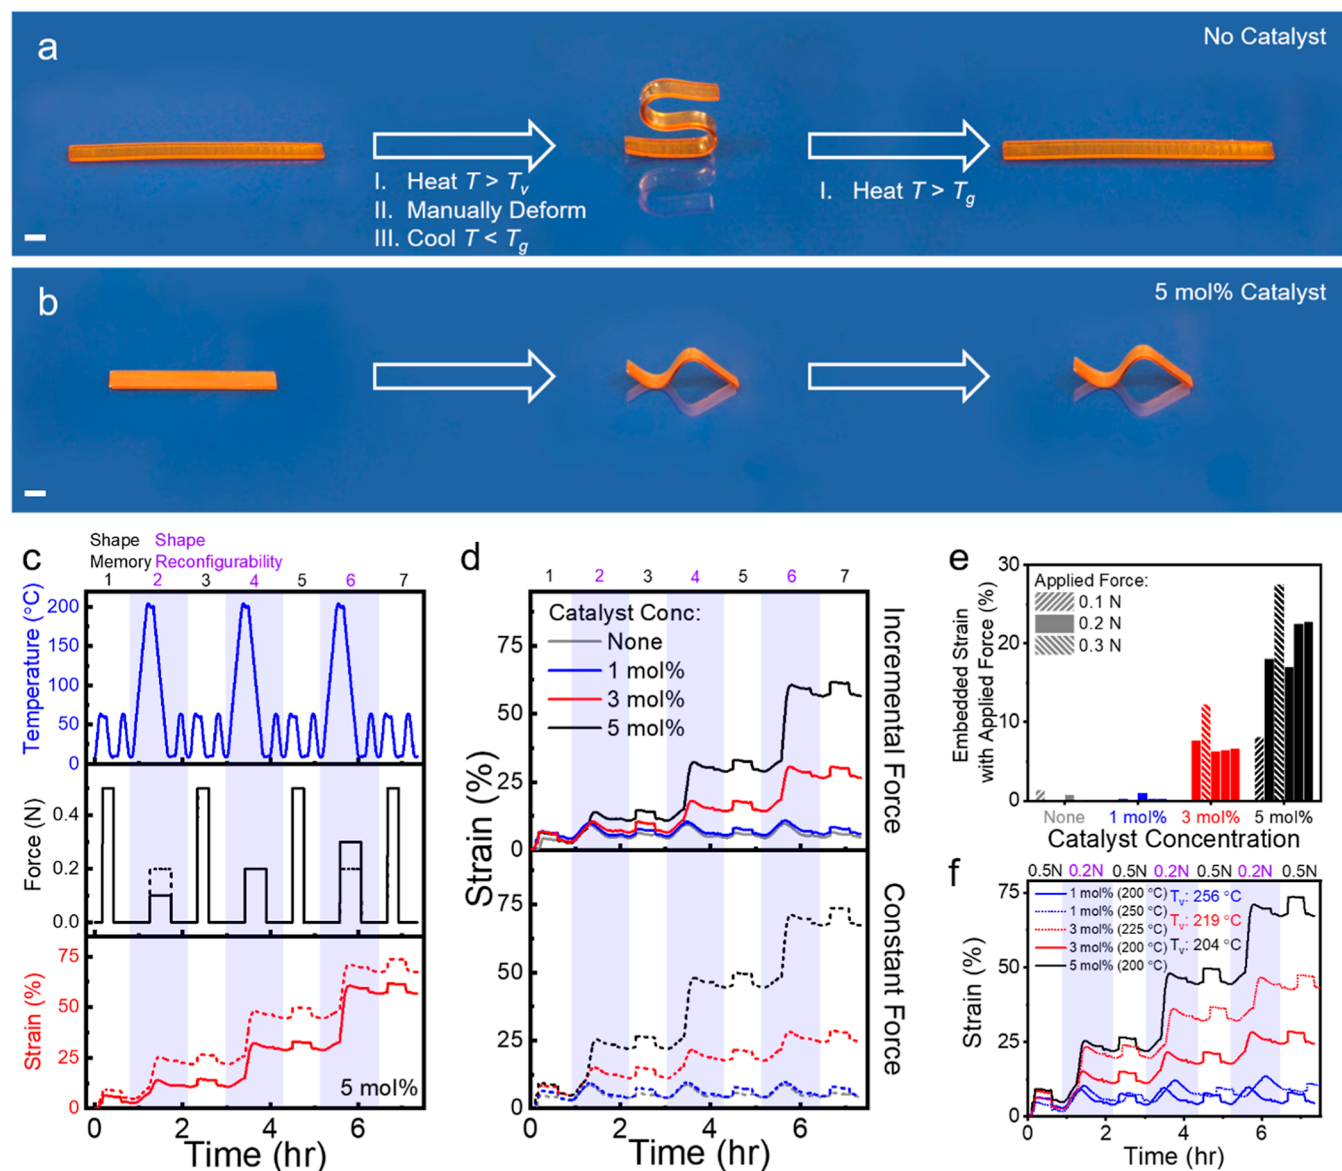 a
No Catalyst
I. Heat T > Tv
II. Manually Deform
III. Cool T < Tg
I. Heat T > Tg
b
5 mol% Catalyst
c
Shape Shape
Memory Reconfigurability
1 2 3 4 5 6 7
Temperature (°C)
200
150
100
50
0
Force (N)
0.4
0.2
0.0
Strain (%)
75
50
25
0
5 mol%
0 2 4 6
Time (hr)
d
1 2 3 4 5 6 7
Catalyst Conc:
None
1 mol%
3 mol%
5 mol%
Strain (%)
75
50
25
0
Incremental Force
75
50
25
0
Constant Force
0 2 4 6
Time (hr)
e
Embedded Strain
with Applied Force (%)
30
20
10
0
Applied Force:
0.1 N
0.2 N
0.3 N
None 1 mol% 3 mol% 5 mol%
Catalyst Concentration
f
0.5N 0.2N 0.5N 0.2N 0.5N 0.2N 0.5N
1 mol% (200 °C)
1 mol% (250 °C)
3 mol% (225 °C)
3 mol% (200 °C)
5 mol% (200 °C)
Tv: 256 °C
Tv: 219 °C
Tv: 204 °C
Strain (%)
75
50
25
0
0 2 4 6
Time (hr)